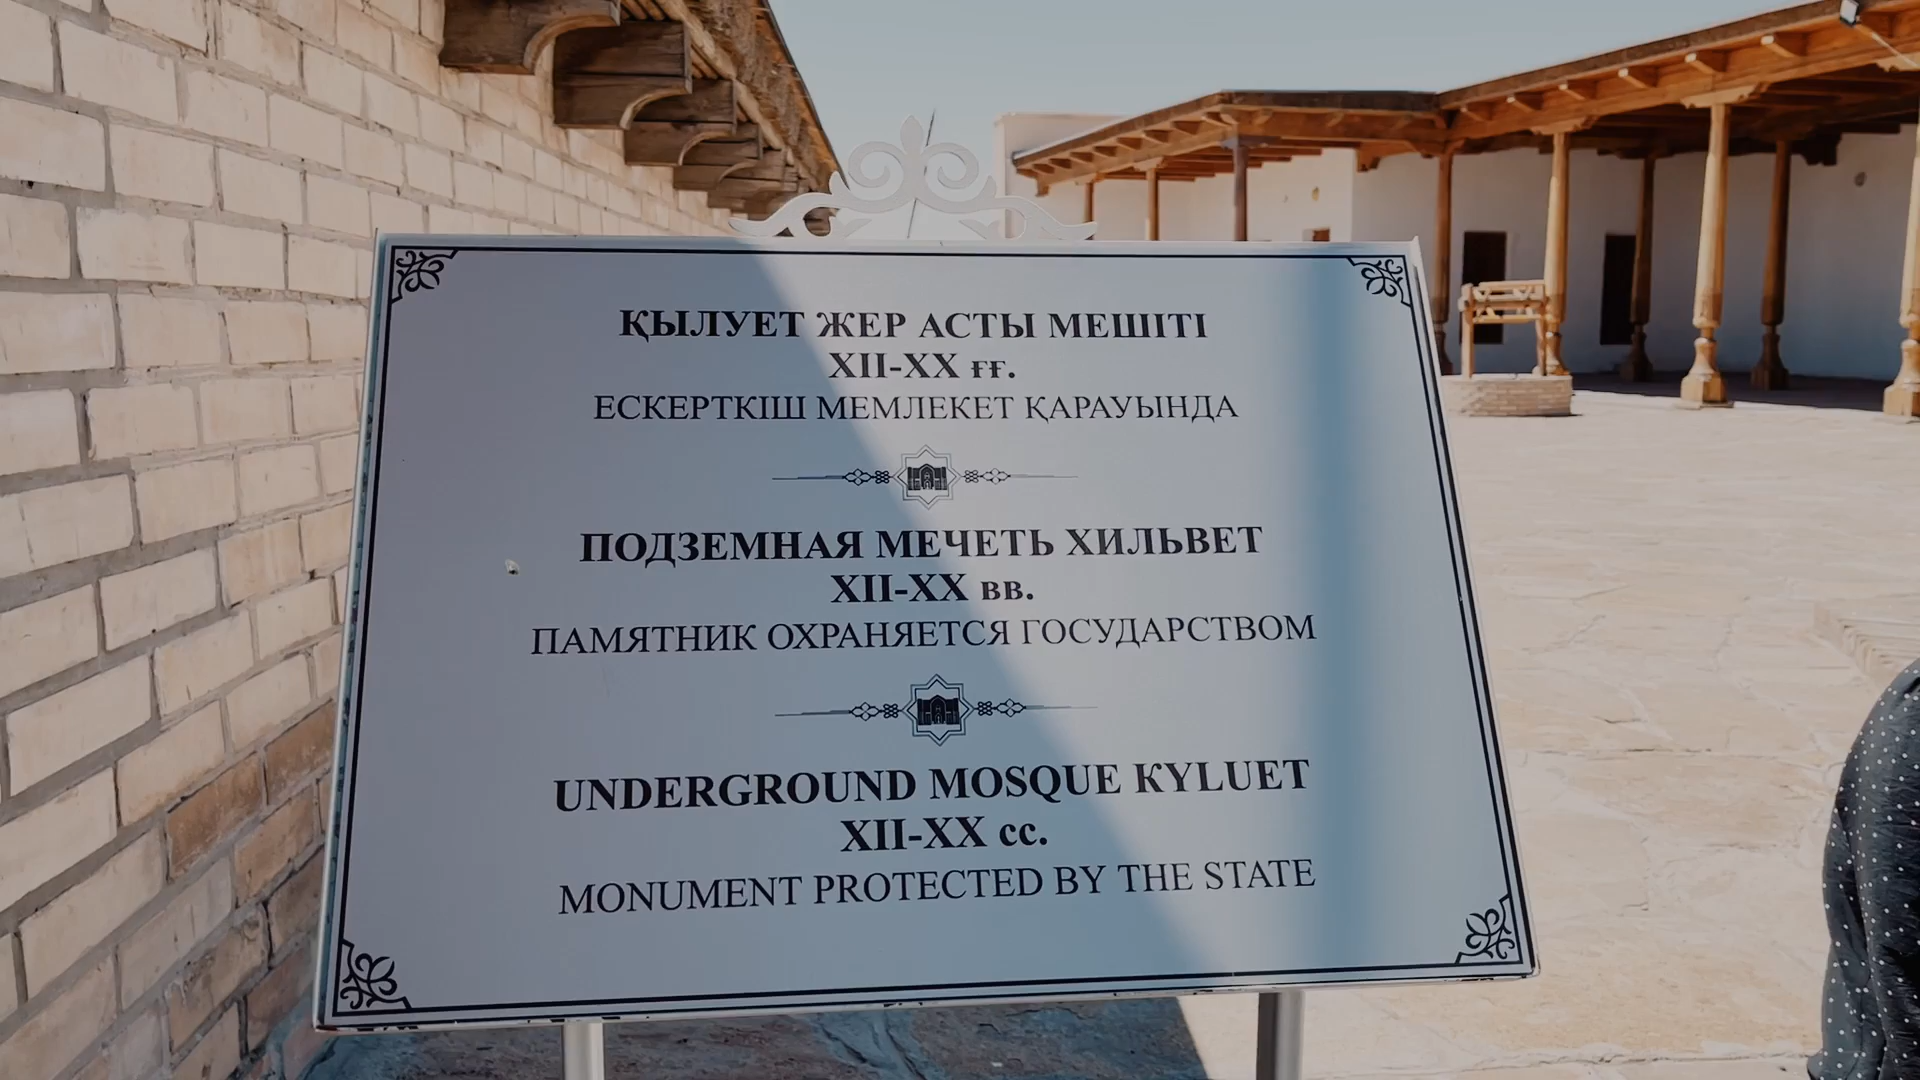 ҚЫЛУЕТ ЖЕР АСТЫ МЕШІТІ
XII-XX ғғ.
ЕСКЕРТКІШ МЕМЛЕКЕТ ҚАРАУЫНДА
ПОДЗЕМНАЯ МЕЧЕТЬ ХИЛЬВЕТ
XII-XX вв.
ПАМЯТНИК ОХРАНЯЕТСЯ ГОСУДАРСТВОМ
UNDERGROUND MOSQUE KYLUET
XII-XX cc.
MONUMENT PROTECTED BY THE STATE